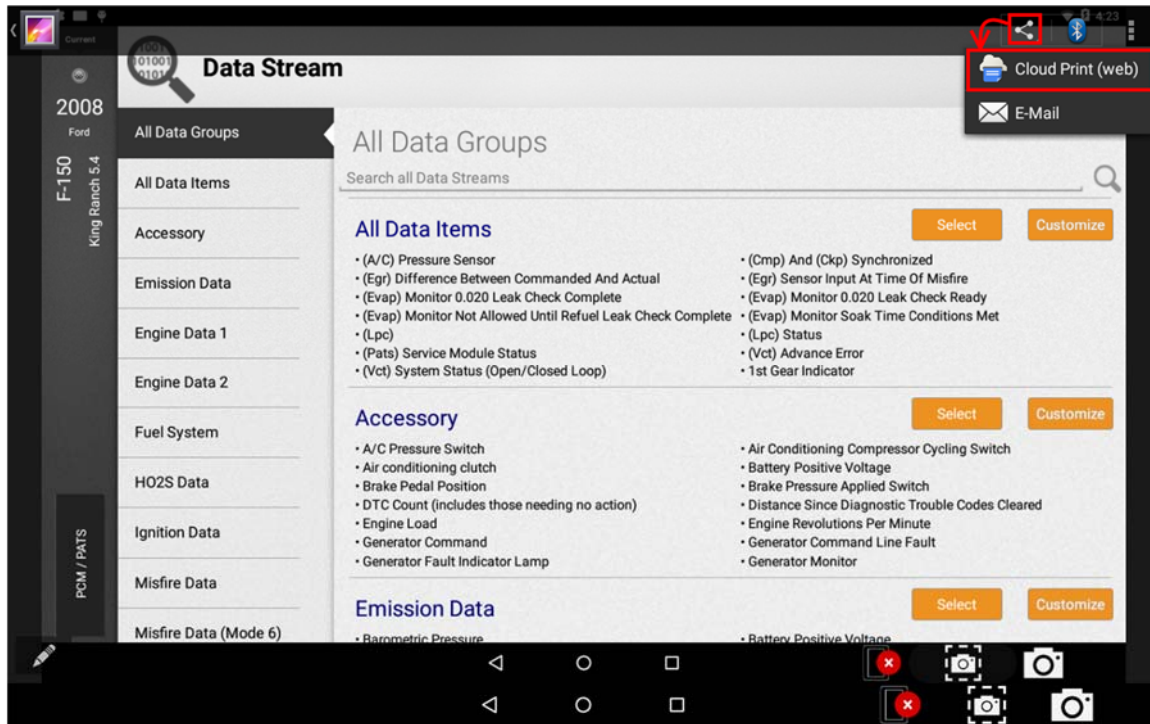 4:23
Current
Cloud Print (web)
E-Mail
2008
Ford
F-150
King Ranch 5.4
PCM / PATS
Data Stream
All Data Groups
All Data Items
Accessory
Emission Data
Engine Data 1
Engine Data 2
Fuel System
HO2S Data
Ignition Data
Misfire Data
Misfire Data (Mode 6)
All Data Groups
Search all Data Streams
All Data Items
Select
Customize
• (A/C) Pressure Sensor
• (Egr) Difference Between Commanded And Actual
• (Evap) Monitor 0.020 Leak Check Complete
• (Evap) Monitor Not Allowed Until Refuel Leak Check Complete
• (Lpc)
• (Pats) Service Module Status
• (Vct) System Status (Open/Closed Loop)
• (Cmp) And (Ckp) Synchronized
• (Egr) Sensor Input At Time Of Misfire
• (Evap) Monitor 0.020 Leak Check Ready
• (Evap) Monitor Soak Time Conditions Met
• (Lpc) Status
• (Vct) Advance Error
• 1st Gear Indicator
Accessory
Select
Customize
• A/C Pressure Switch
• Air conditioning clutch
• Brake Pedal Position
• DTC Count (includes those needing no action)
• Engine Load
• Generator Command
• Generator Fault Indicator Lamp
• Air Conditioning Compressor Cycling Switch
• Battery Positive Voltage
• Brake Pressure Applied Switch
• Distance Since Diagnostic Trouble Codes Cleared
• Engine Revolutions Per Minute
• Generator Command Line Fault
• Generator Monitor
Emission Data
Select
Customize
• Barometric Pressure
• Battery Positive Voltage